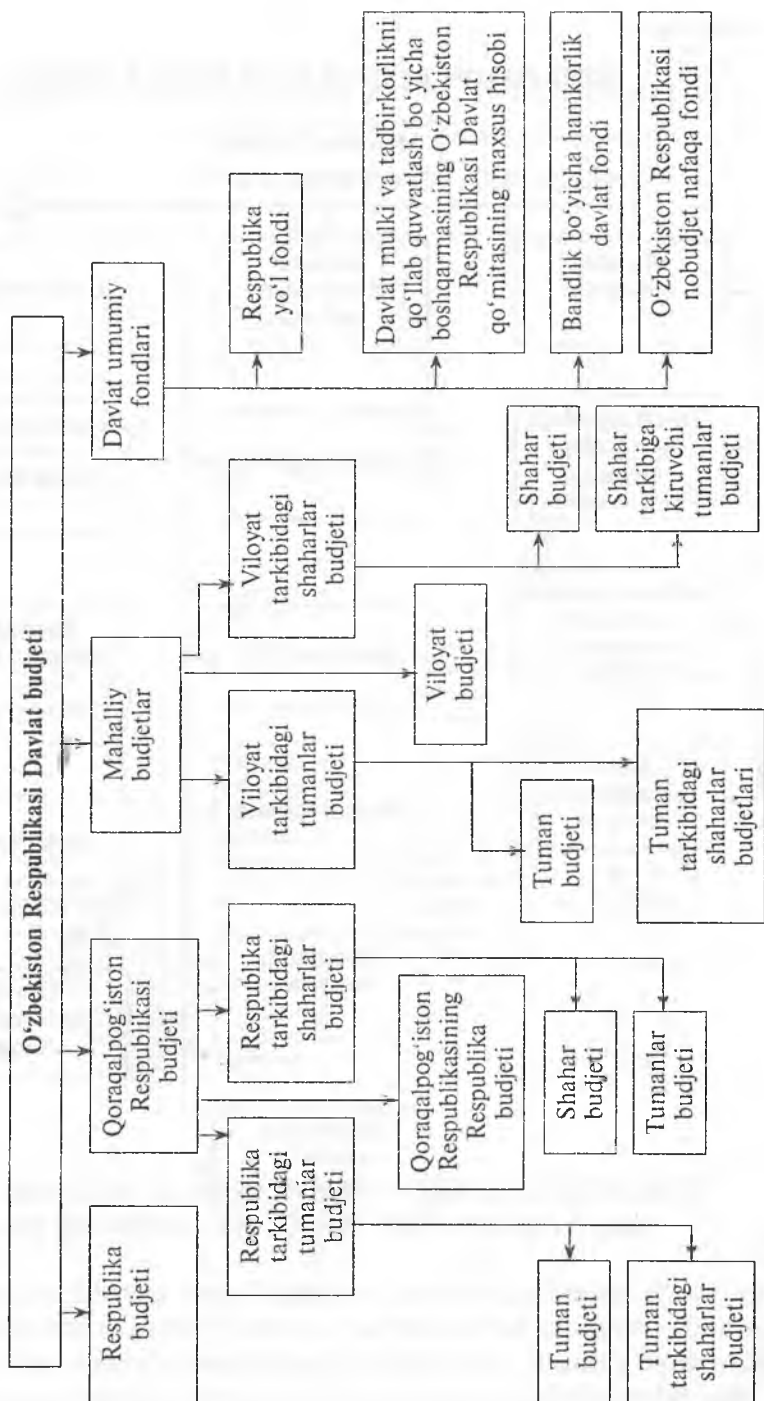 O‘zbekiston Respublikasi Davlat budjeti
Respublika
budjeti
Qoraqalpog‘iston
Respublikasi
budjeti
Mahalliy
budjetlar
Davlat umumiy
fondlari
Respublika
tarkibidagi
tumanlar
budjeti
Respublika
tarkibidagi
shaharlar
budjeti
Viloyat
tarkibidagi
tumanlar
budjeti
Viloyat
tarkibidagi
shaharlar
budjeti
Respublika
yo‘l fondi
Qoraqalpog‘iston
Respublikasining
Respublika
budjeti
Viloyat
budjeti
Davlat mulki va tadbirkorlikni
qo‘llab quvvatlash bo‘yicha
boshqarmasining O‘zbekiston
Respublikasi Davlat
qo‘mitasining maxsus hisobi
Tuman
budjeti
Shahar
budjeti
Tuman
budjeti
Shahar
budjeti
Bandlik bo‘yicha hamkorlik
davlat fondi
Tuman
tarkibidagi
shaharlar
budjeti,
Tumanlar
budjeti
Tuman
tarkibidagi
shaharlar
budjetlari
Shahar
tarkibiga
kiruvchi
tumanlar
budjeti
O‘zbekiston Respublikasi
nobudjet nafaqa fondi